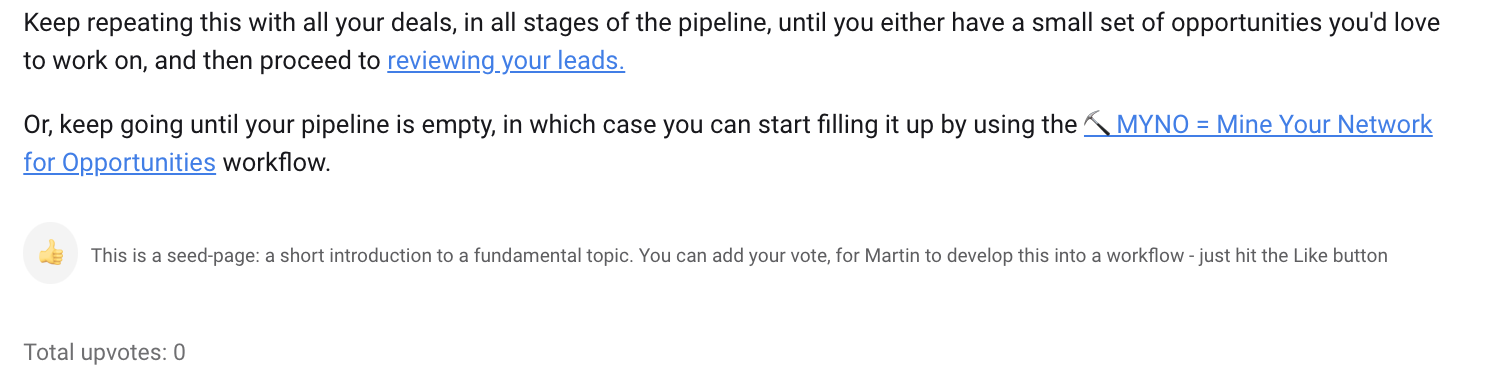 Keep repeating this with all your deals, in all stages of the pipeline, until you either have a small set of opportunities you'd love
to work on, and then proceed to reviewing your leads.
Or, keep going until your pipeline is empty, in which case you can start filling it up by using the ⛏ MYNO = Mine Your Network
for Opportunities workflow.
👍 This is a seed-page: a short introduction to a fundamental topic. You can add your vote, for Martin to develop this into a workflow - just hit the Like button
Total upvotes: 0